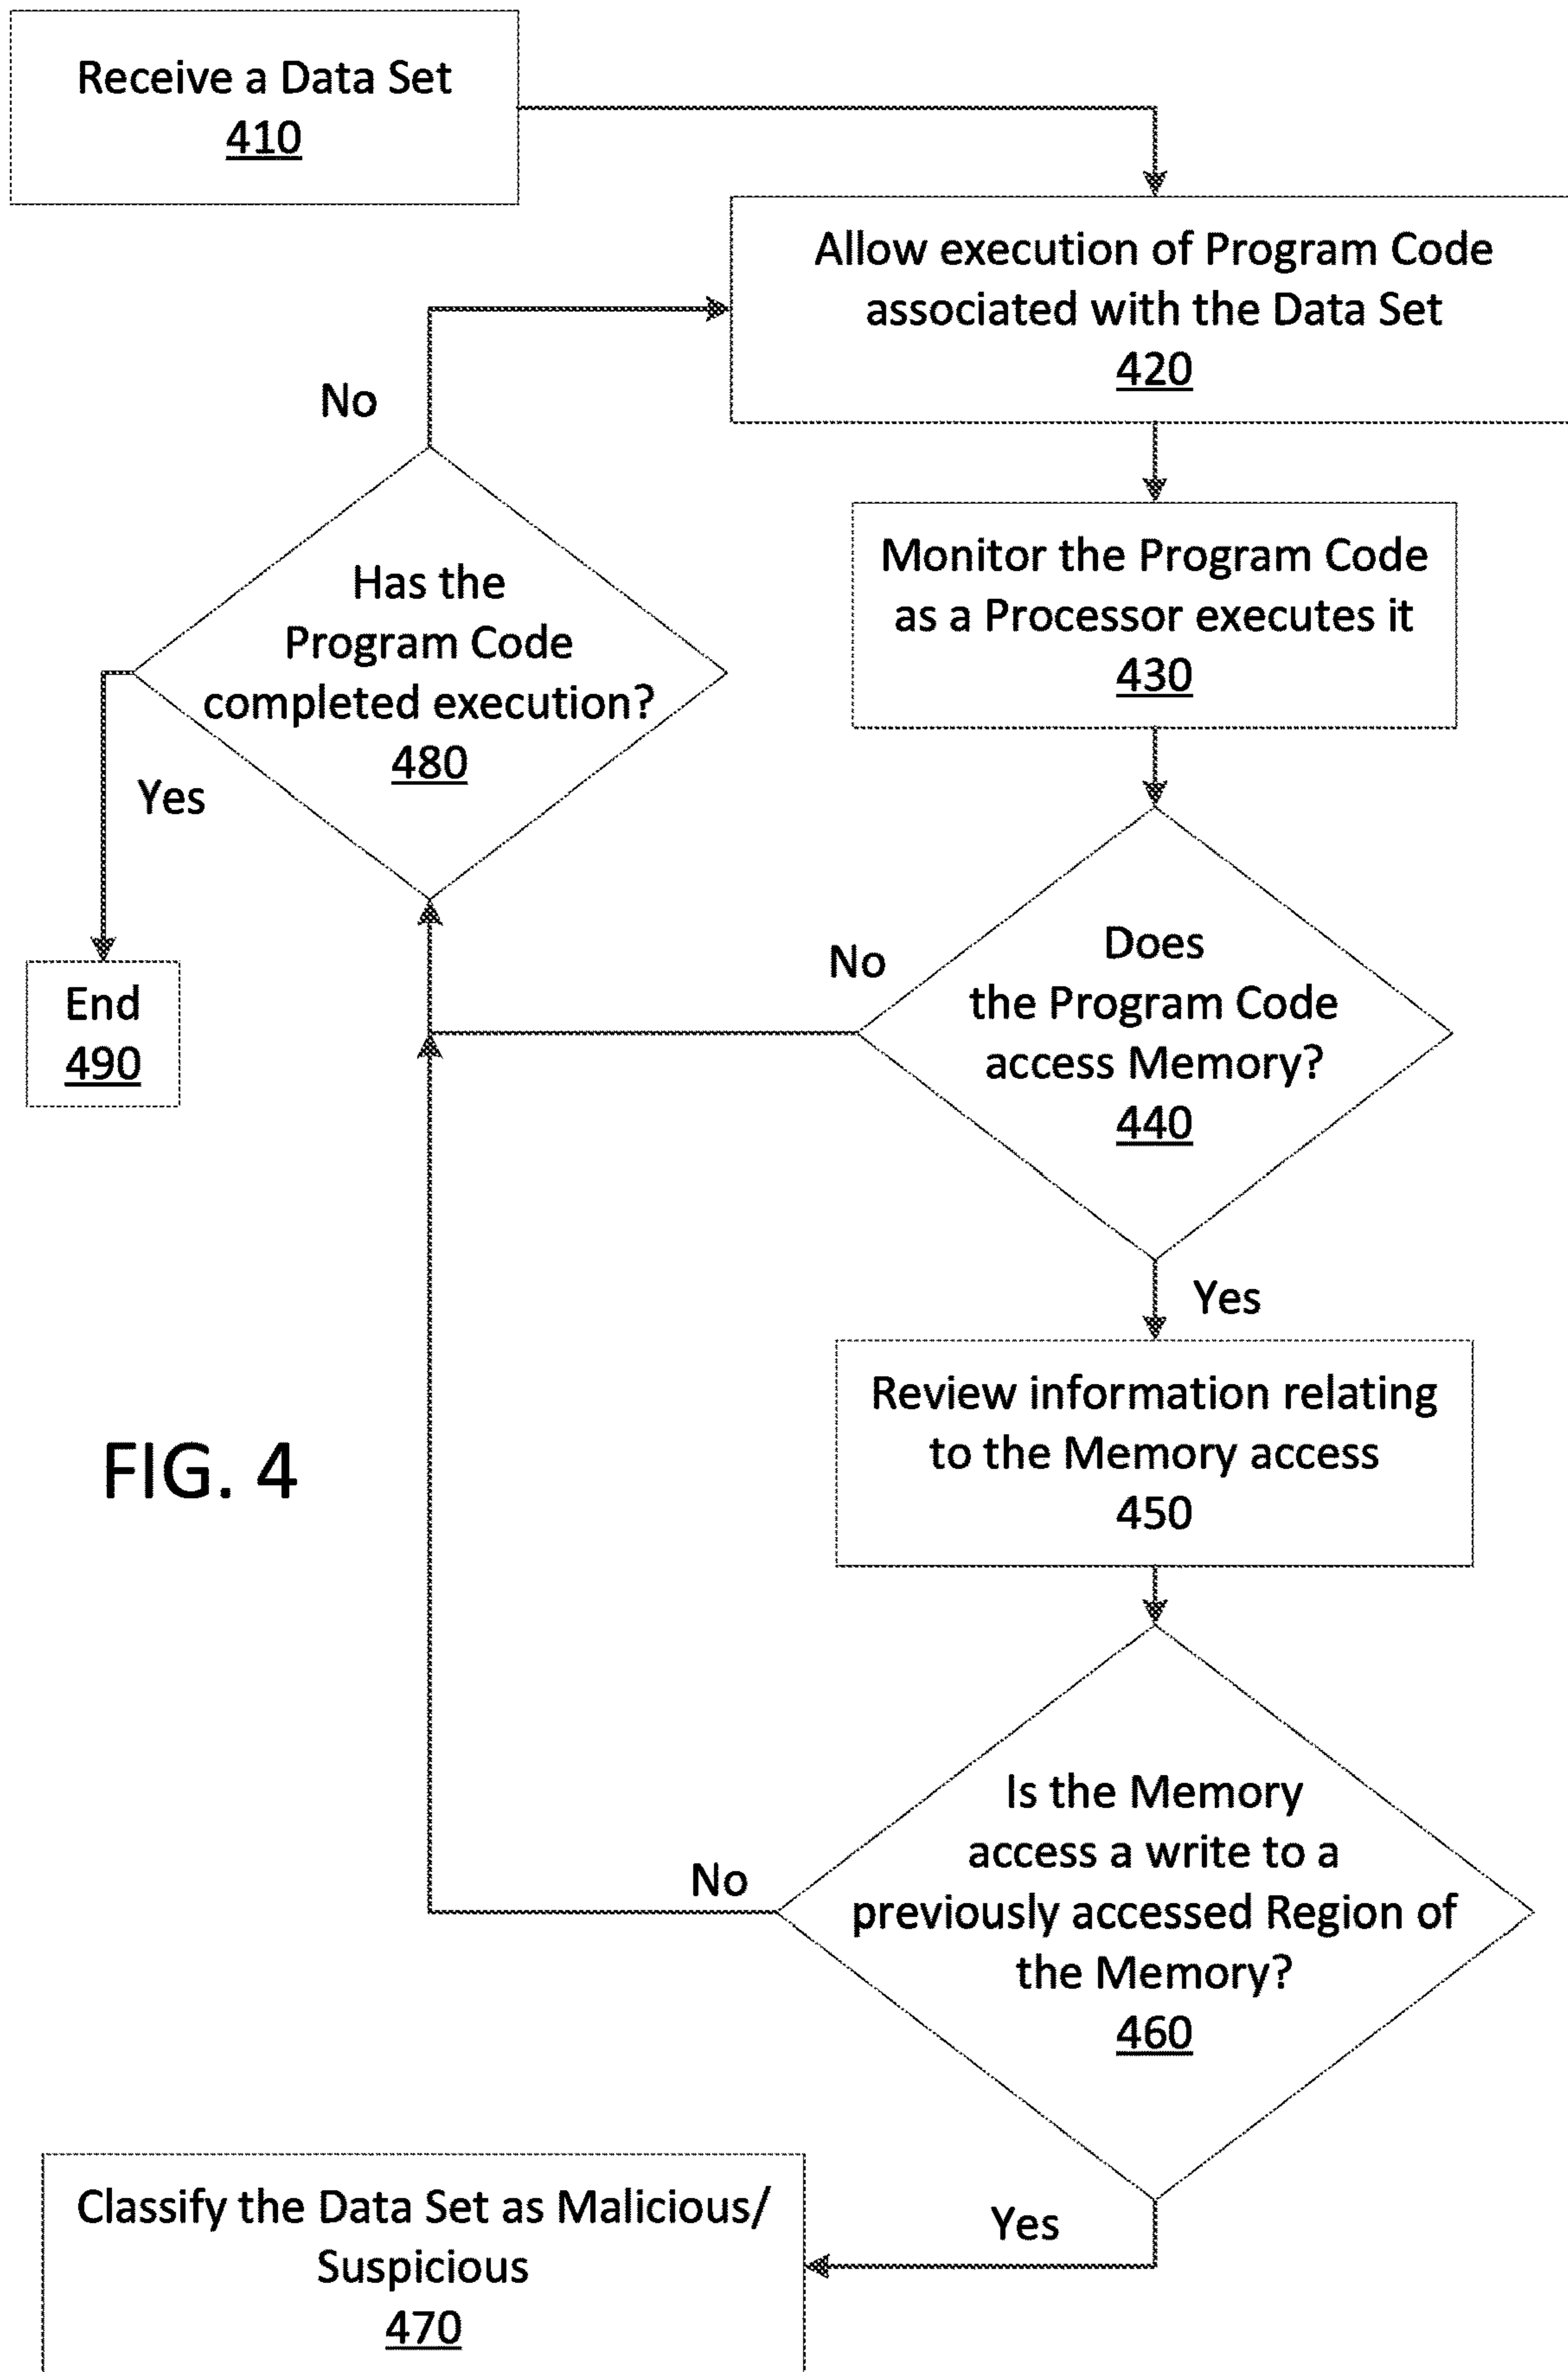 Receive a Data Set
410
Allow execution of Program Code
associated with the Data Set
420
No
Monitor the Program Code
as a Processor executes it
430
Has the
Program Code
completed execution?
480
Yes
End
490
No
Does
the Program Code
access Memory?
440
Yes
Review information relating
to the Memory access
450
FIG. 4
Is the Memory
access a write to a
previously accessed Region of
the Memory?
460
No
Yes
Classify the Data Set as Malicious/
Suspicious
470